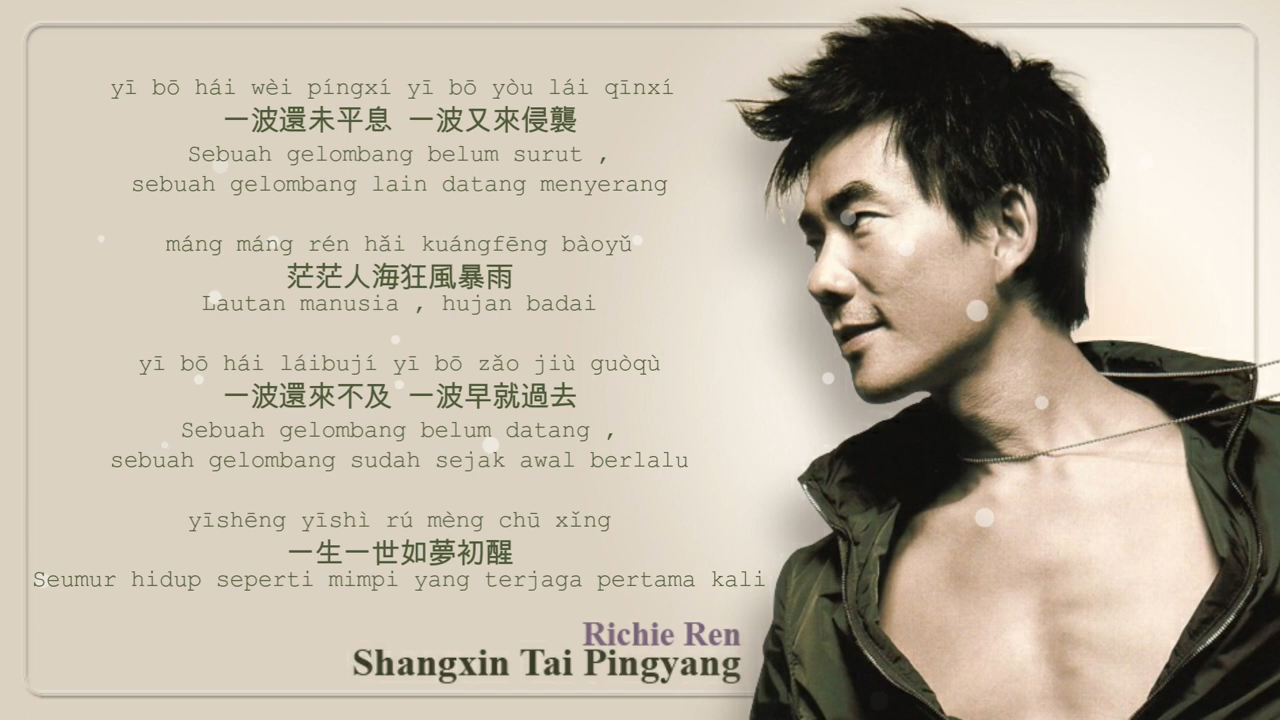 yī bō hái wèi píngxí yī bō yòu lái qīnxí
一波還未平息 一波又來侵襲
Sebuah gelombang belum surut ,
sebuah gelombang lain datang menyerang
máng máng rén hǎi kuángfēng bàoyǔ
茫茫人海狂風暴雨
Lautan manusia , hujan badai
yī bō hái láibují yī bō zǎo jiù guòqù
一波還來不及 一波早就過去
Sebuah gelombang belum datang ,
sebuah gelombang sudah sejak awal berlalu
yīshēng yīshì rú mèng chū xǐng
一生一世如夢初醒
Seumur hidup seperti mimpi yang terjaga pertama kali
Richie Ren
Shangxin Tai Pingyang